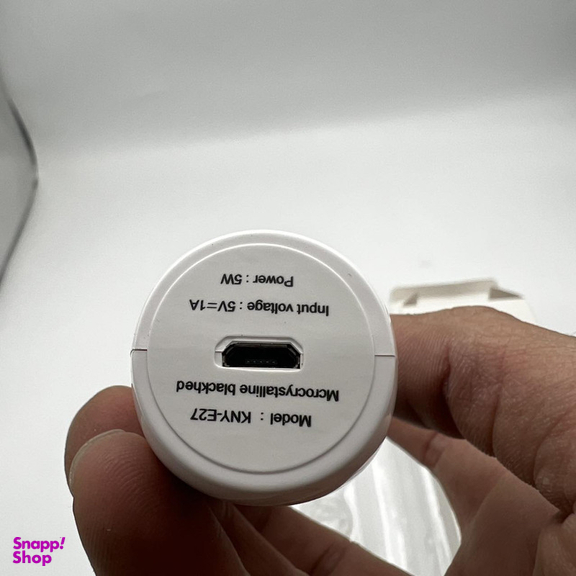 Model : KNY-E27
Mcrocrystalline blackhed
Input voltage : 5V=1A
Power : 5W
Snapp!
Shop